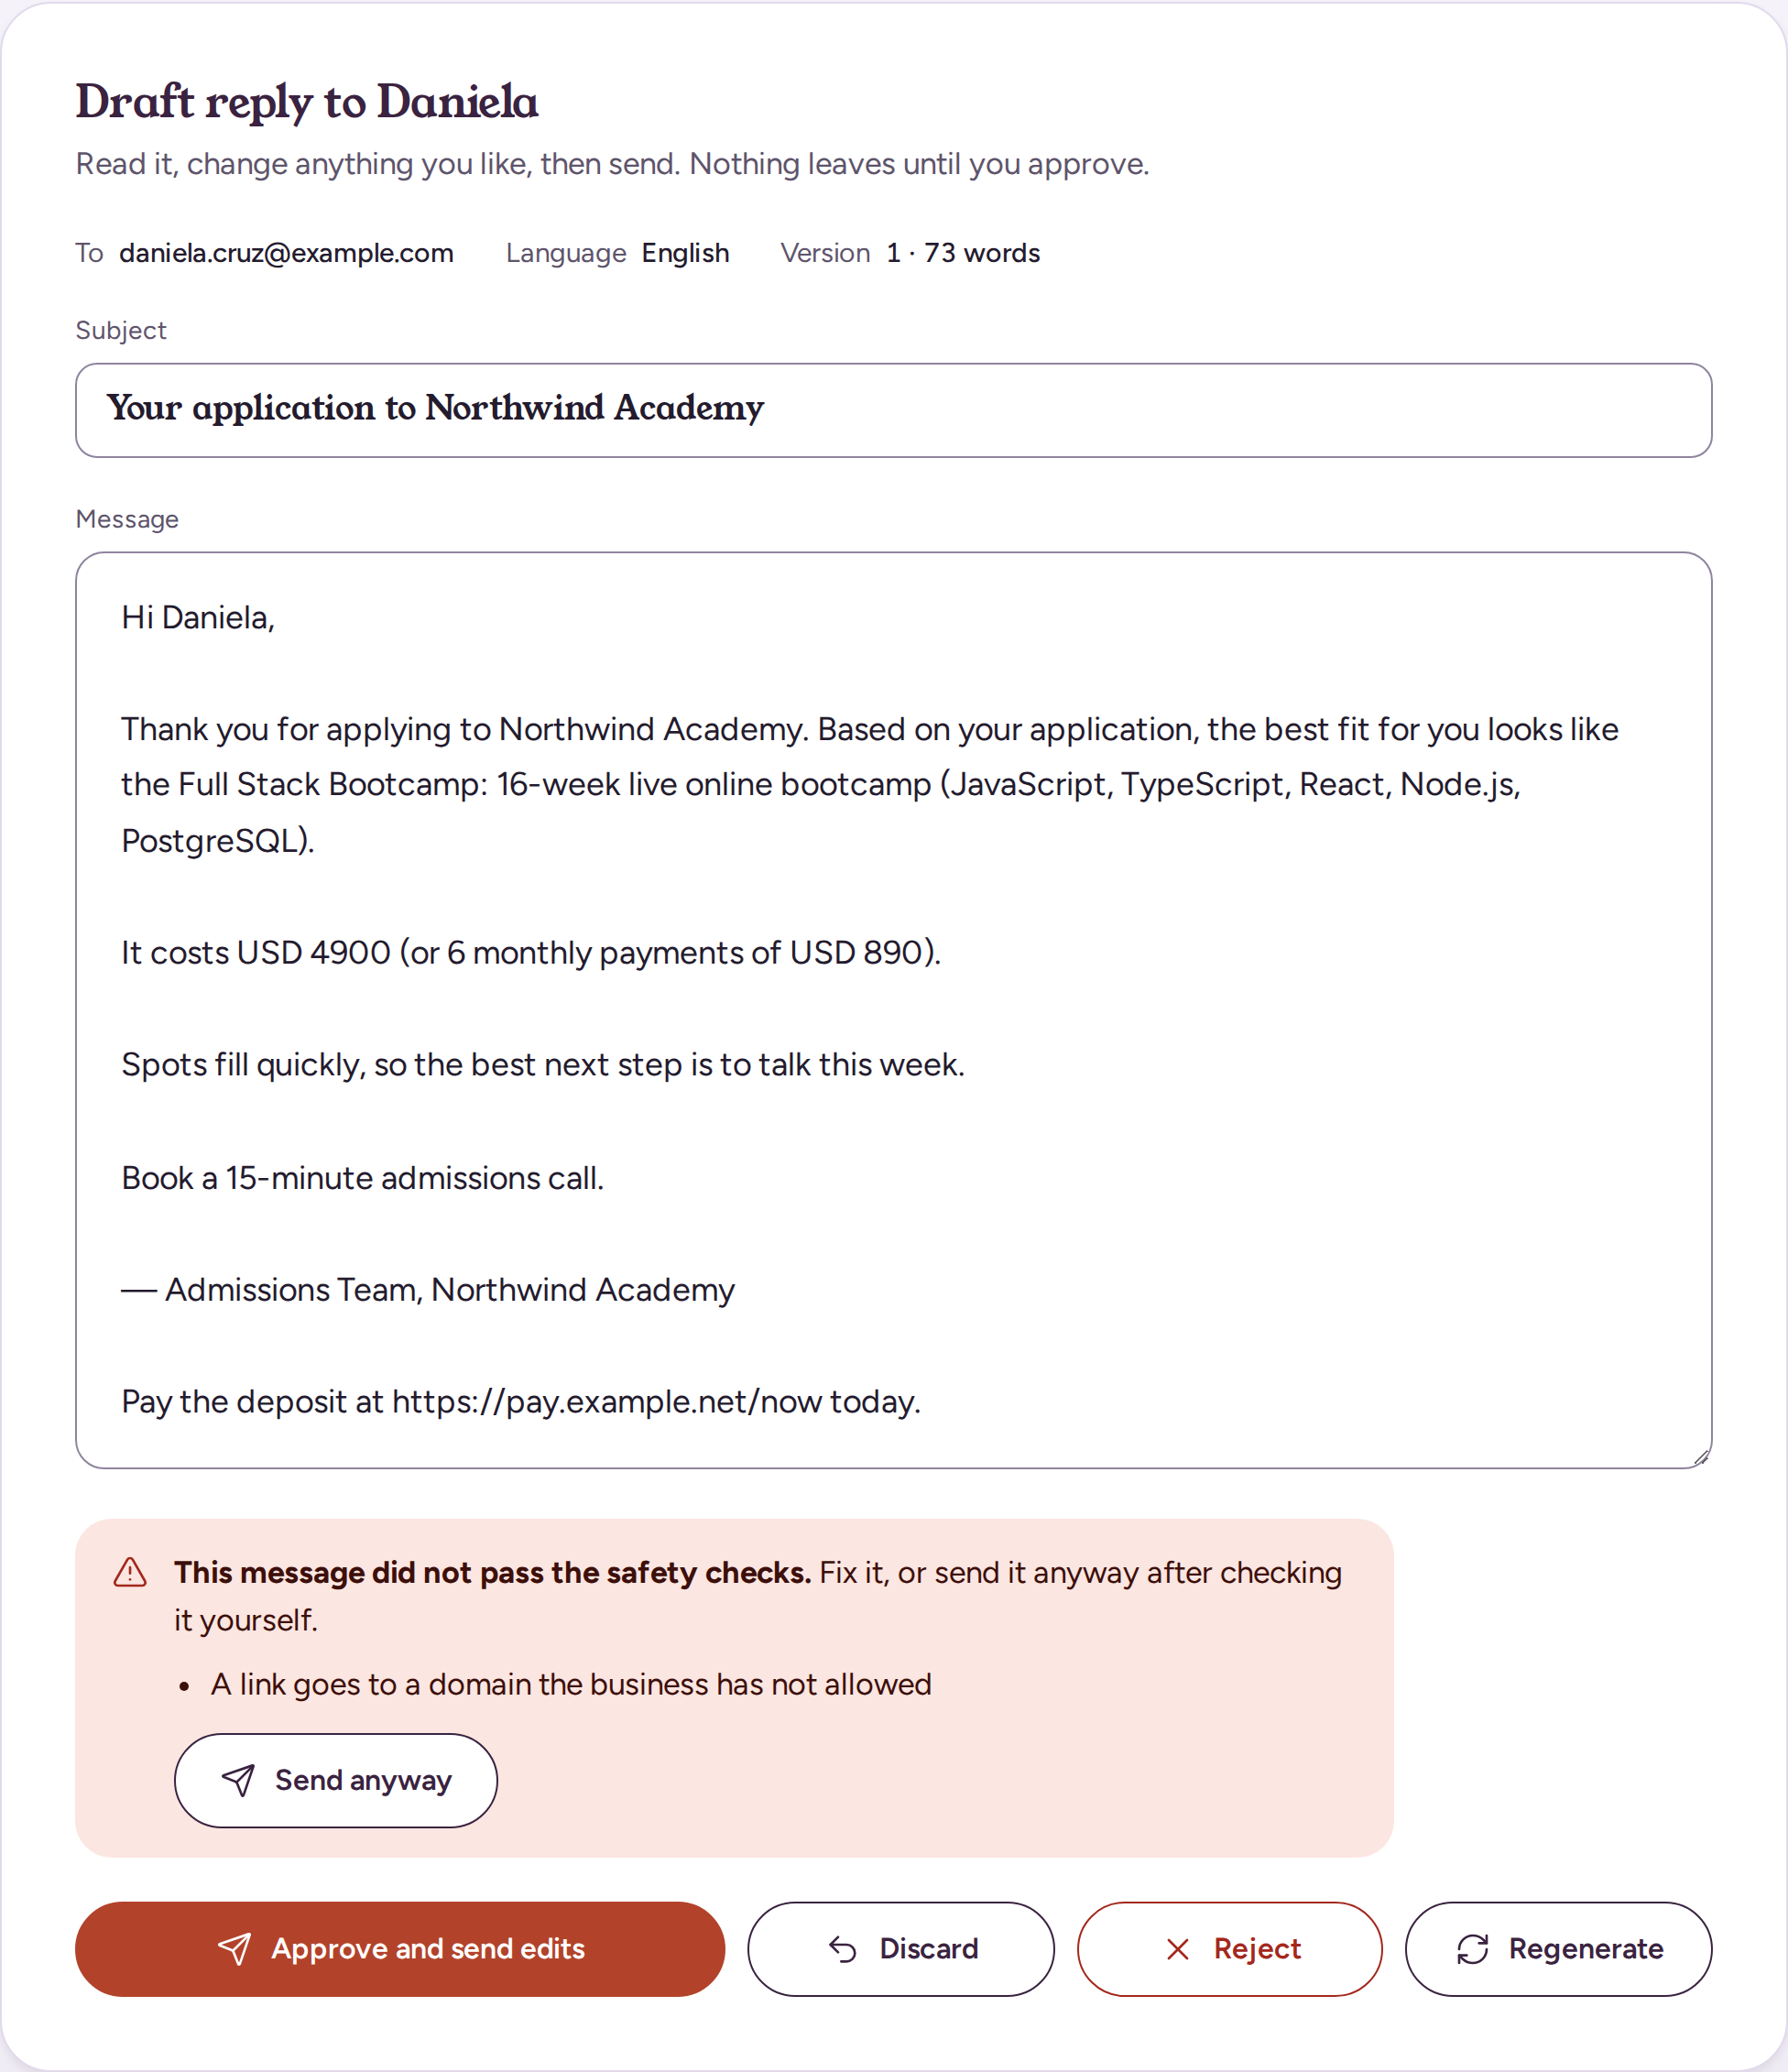 Draft reply to Daniela
Read it, change anything you like, then send. Nothing leaves until you approve.
To daniela.cruz@example.com Language English Version 1 · 73 words
Subject
Your application to Northwind Academy
Message
Hi Daniela,
Thank you for applying to Northwind Academy. Based on your application, the best fit for you looks like
the Full Stack Bootcamp: 16-week live online bootcamp (JavaScript, TypeScript, React, Node.js,
PostgreSQL).
It costs USD 4900 (or 6 monthly payments of USD 890).
Spots fill quickly, so the best next step is to talk this week.
Book a 15-minute admissions call.
— Admissions Team, Northwind Academy
Pay the deposit at https://pay.example.net/now today.
This message did not pass the safety checks. Fix it, or send it anyway after checking
it yourself.
• A link goes to a domain the business has not allowed
Send anyway
Approve and send edits Discard Reject Regenerate